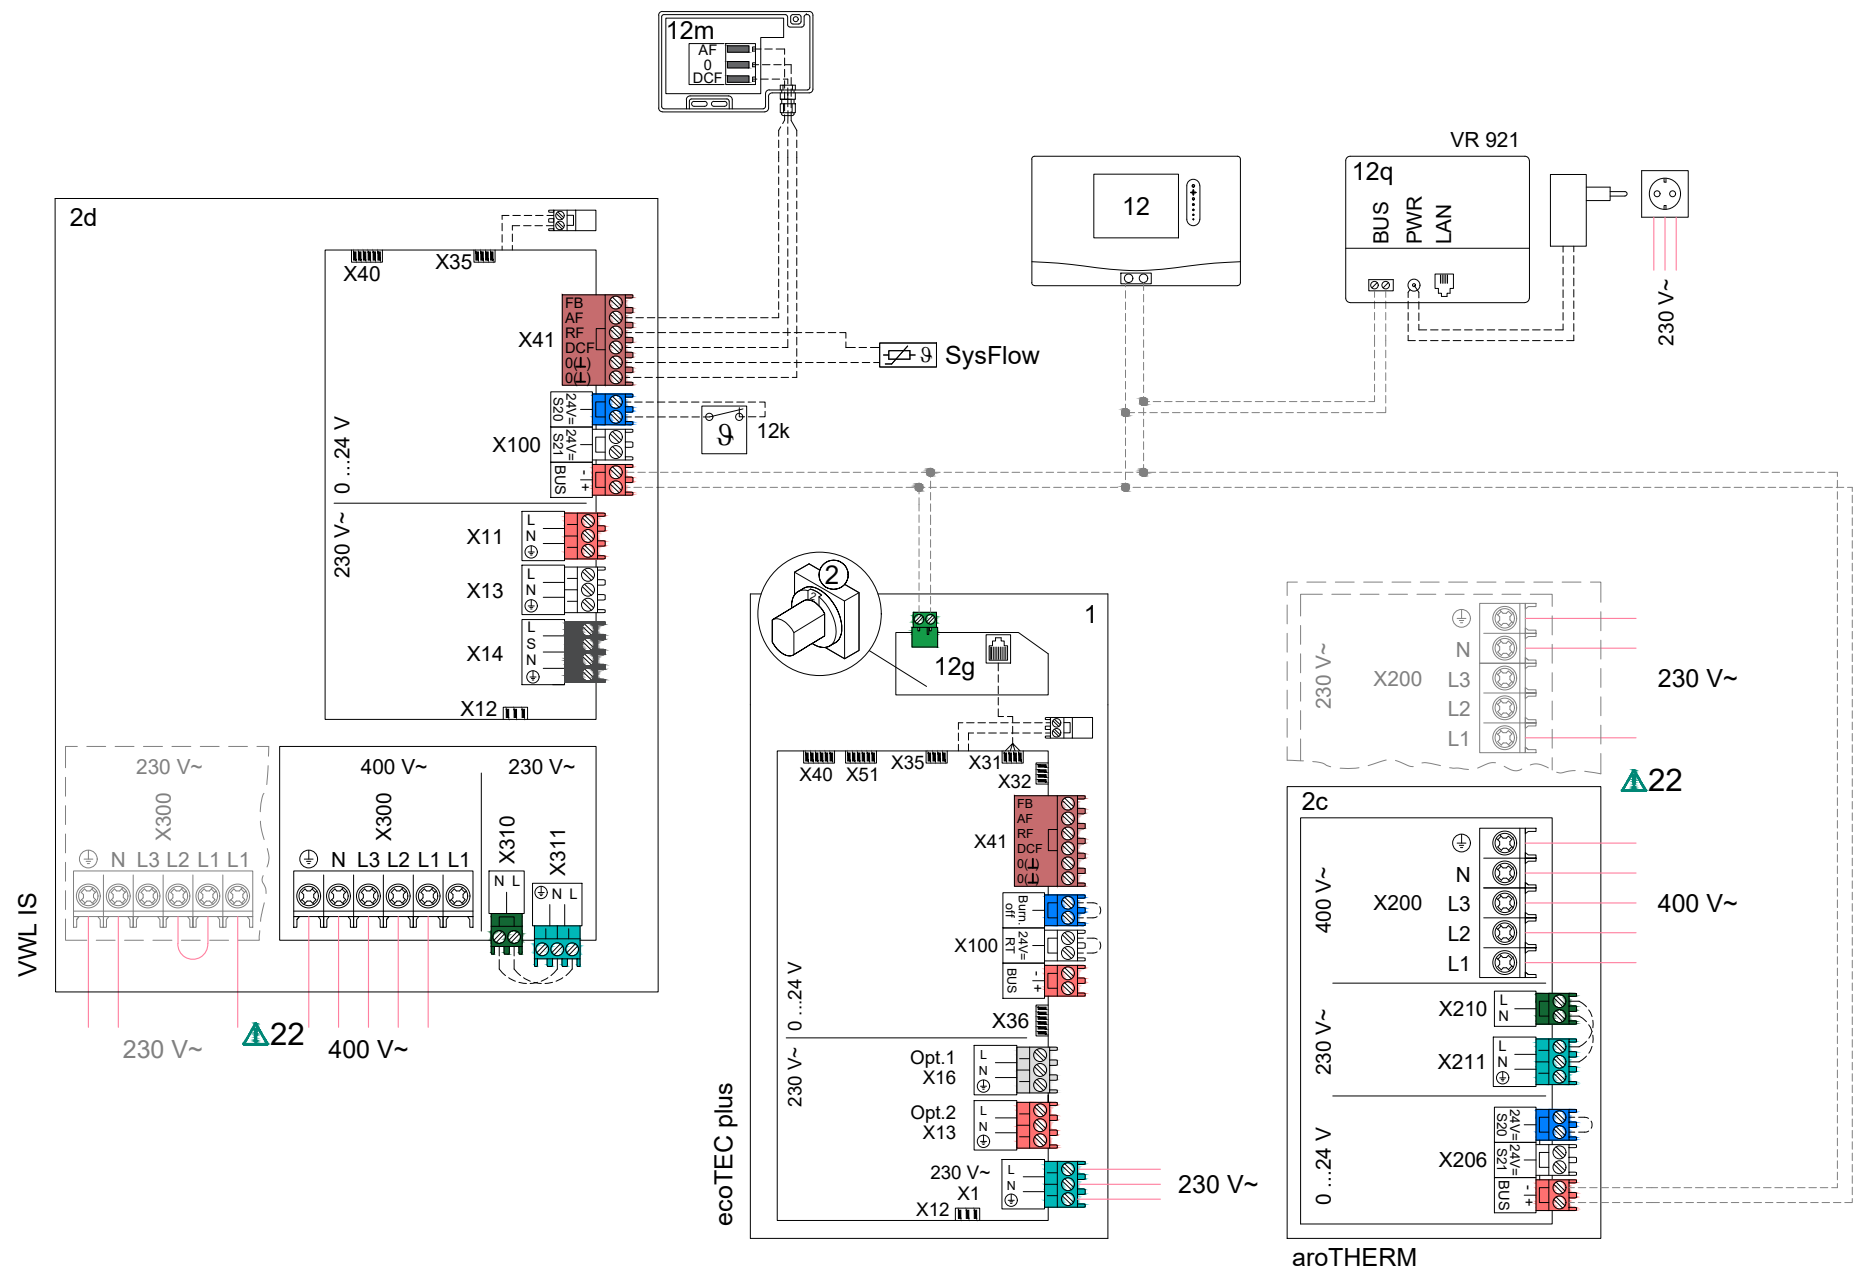 12m
AF
0
DCF
VR 921
12q
BUS
PWR
LAN
230 V~
12
2d
X40
X35
X41
FB
AF
RF
DCF
0(⊥)
0(⊥)
SysFlow
24V=
S20
12k
X100
24V=
S21
BUS
-
+
0 ...24 V
230 V~
X11
L
N
X13
L
N
X14
L
S
N
X12
230 V~
X300
N L3 L2 L1 L1
400 V~
X300
N L3 L2 L1 L1
230 V~
X310
N L
X311
N L
VWL IS
230 V~
22
400 V~
2
2
1
12g
X40
X51
X35
X31
X32
X41
FB
AF
RF
DCF
0(⊥)
0(⊥)
Burn
off
X100
24V=
RT
BUS
-
+
X36
0 ...24 V
230 V~
Opt.1
X16
L
N
Opt.2
X13
L
N
230 V~
X1
L
N
X12
230 V~
ecoTEC plus
230 V~
X200
N
L3
L2
L1
230 V~
22
2c
400 V~
X200
N
L3
L2
L1
400 V~
230 V~
X210
L
N
X211
L
N
0 ...24 V
24V=
S20
X206
24V=
S21
BUS
-
+
aroTHERM